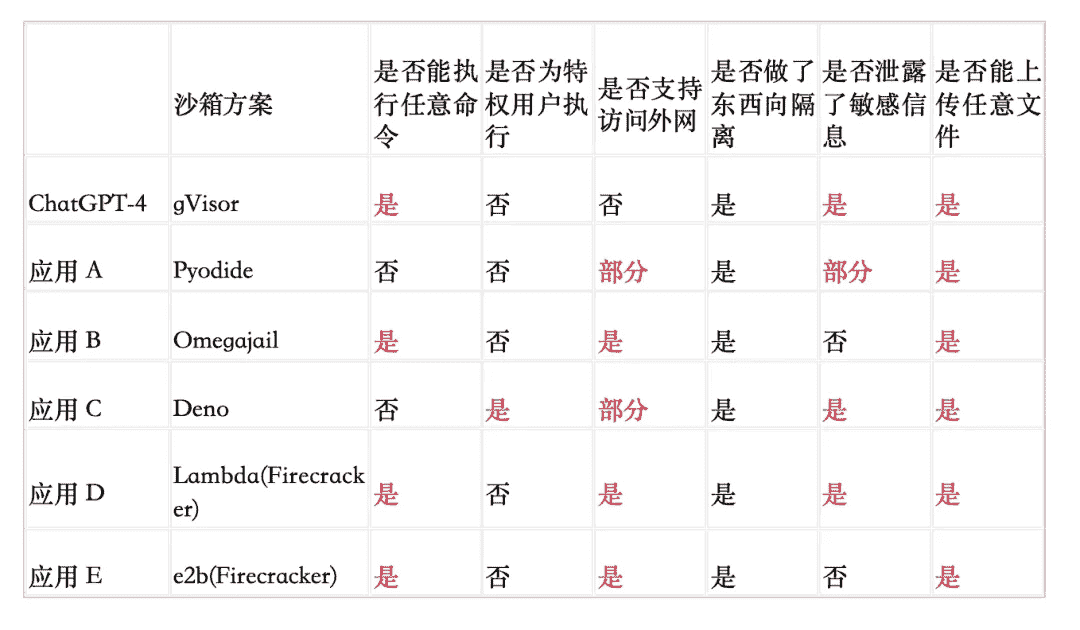 沙箱方案 是否能执行任意命令 是否为特权用户执行 是否支持访问外网 是否做了东西向隔离 是否泄露了敏感信息 是否能上传任意文件
ChatGPT-4 gVisor 是 否 否 是 是 是
应用 A Pyodide 否 否 部分 是 部分 是
应用 B Omegajail 是 否 是 是 否 是
应用 C Deno 否 是 部分 是 是 是
应用 D Lambda(Firecracker) 是 否 是 是 是 是
应用 E e2b(Firecracker) 是 否 是 是 否 是